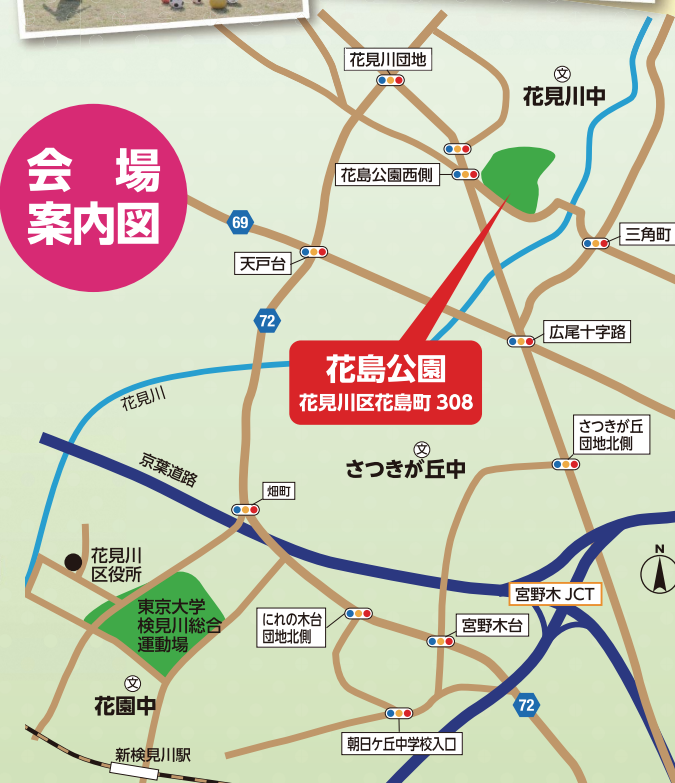 花見川団地
花見川中
会　場
案内図
花島公園西側
69
三角町
天戸台
72
広尾十字路
花島公園
花見川区花島町 308
花見川
さつきが丘
団地北側
さつきが丘中
京葉道路
畑町
N
花見川
区役所
宮野木 JCT
東京大学
検見川総合
運動場
にれの木台
団地北側
宮野木台
花園中
72
朝日ケ丘中学校入口
新検見川駅
文
文
文